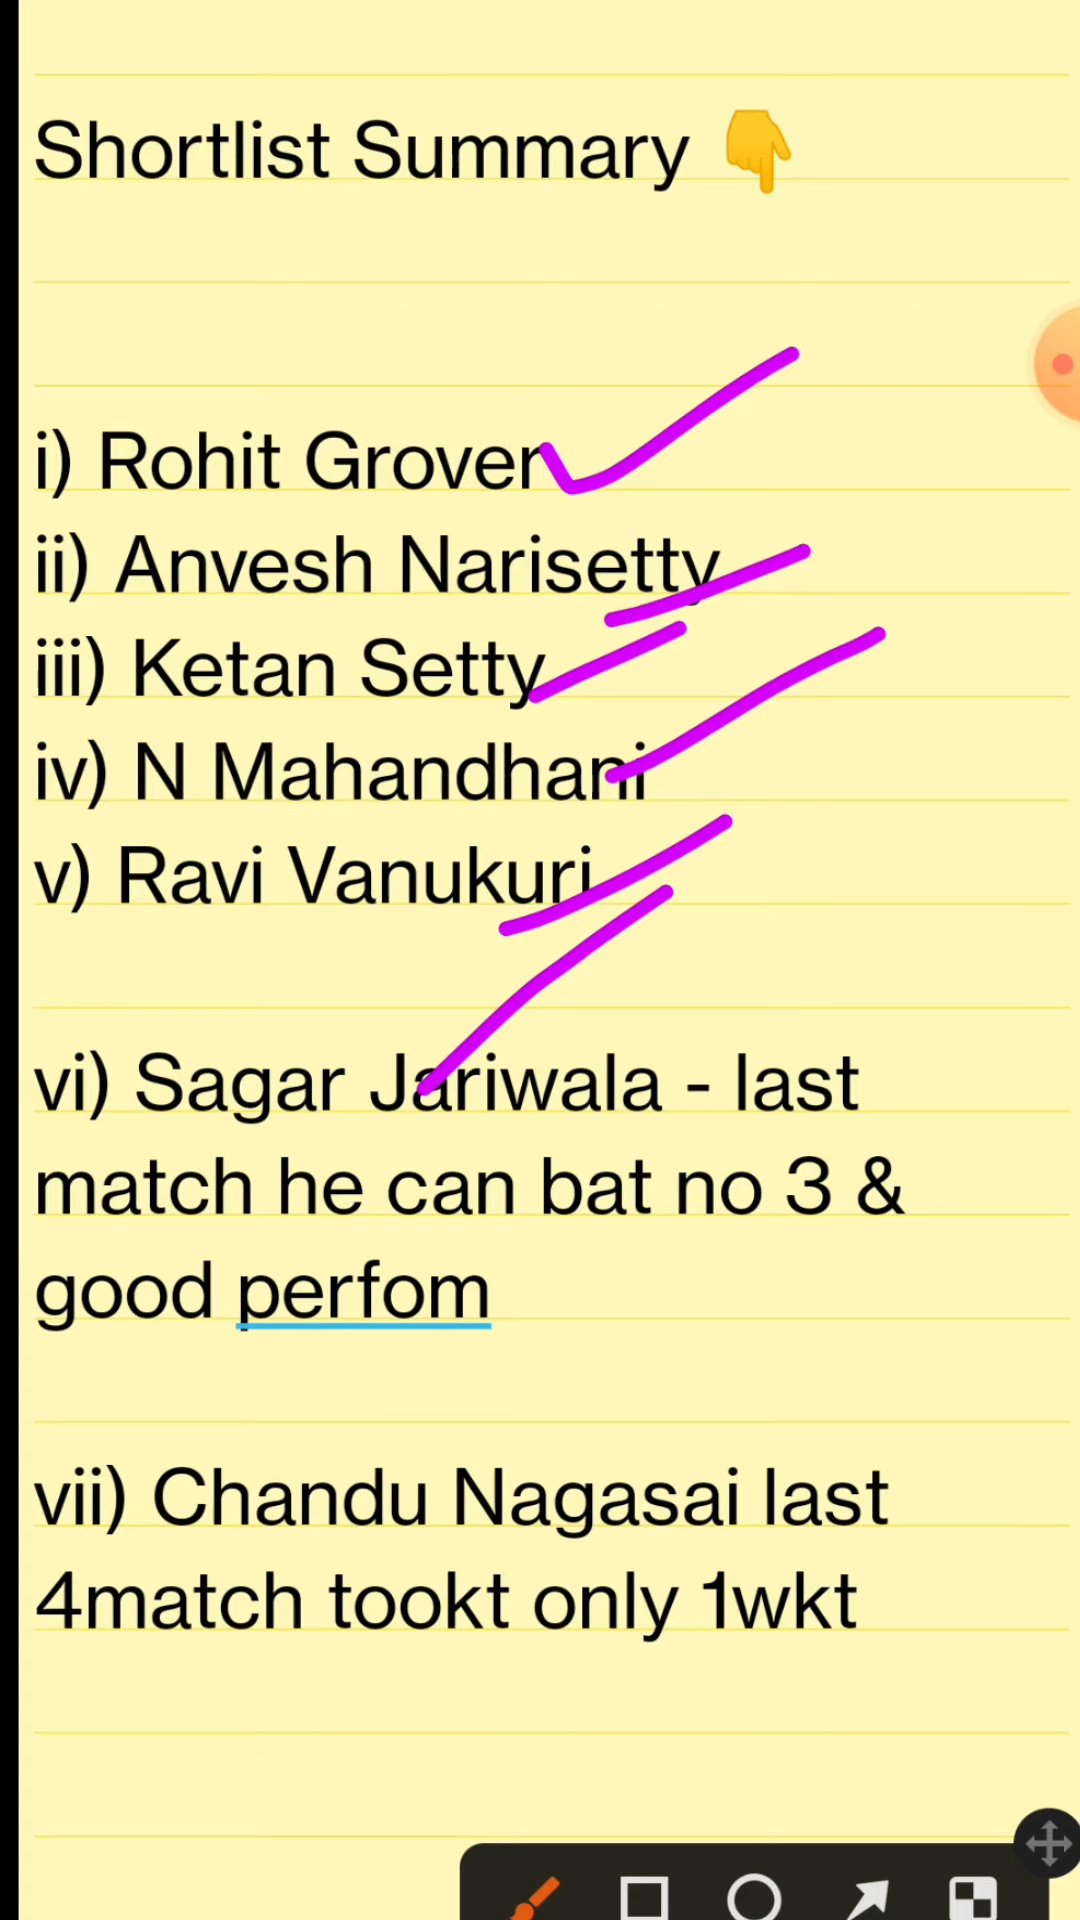 Shortlist Summary 👇
i) Rohit Grover
ii) Anvesh Narisetty
iii) Ketan Setty
iv) N Mahandhani
v) Ravi Vanukuri
vi) Sagar Jariwala - last
match he can bat no 3 &
good perfom
vii) Chandu Nagasai last
4match tookt only 1wkt